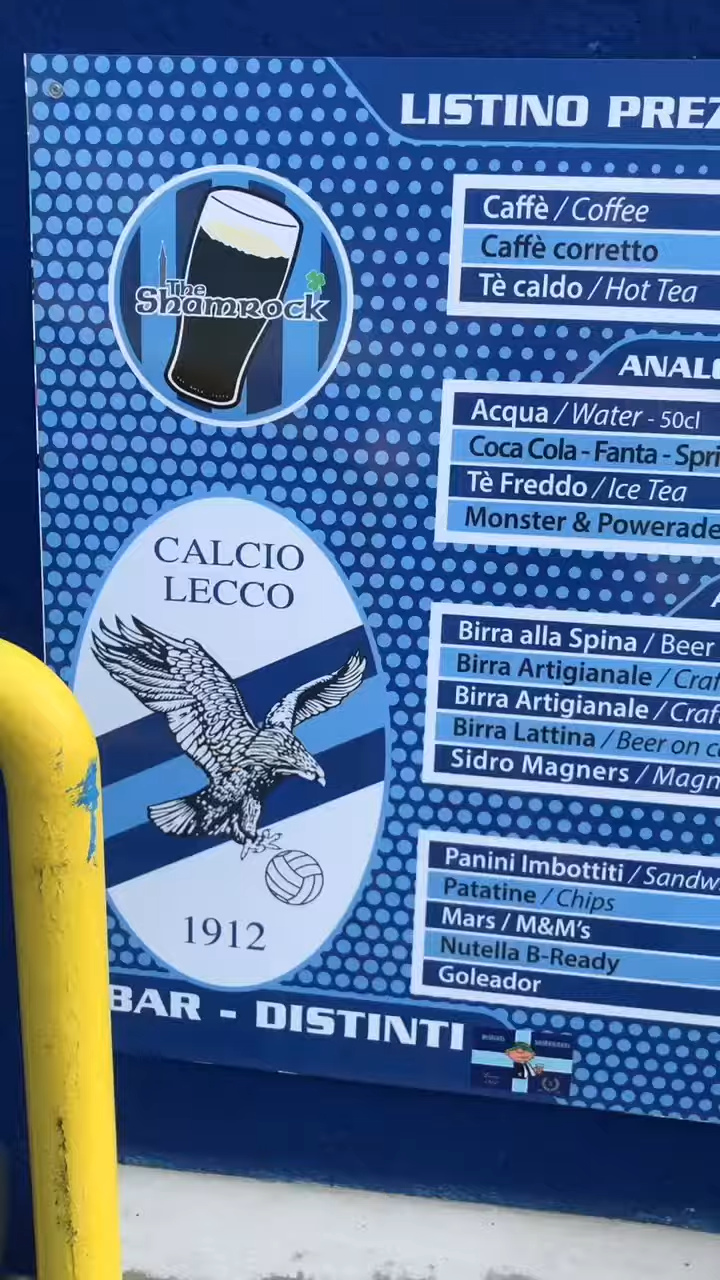 LISTINO PREZ
The
Shamrock
Caffè / Coffee
Caffè corretto
Tè caldo / Hot Tea
ANALC
Acqua / Water - 50cl
Coca Cola - Fanta - Spri
Tè Freddo / Ice Tea
Monster & Powerade
Birra alla Spina / Beer
Birra Artigianale / Craf
Birra Artigianale / Craf
Birra Lattina / Beer on c
Sidro Magners / Magn
Panini Imbottiti / Sandw
Patatine / Chips
Mars / M&M's
Nutella B-Ready
Goleador
CALCIO
LECCO
1912
BAR - DISTINTI